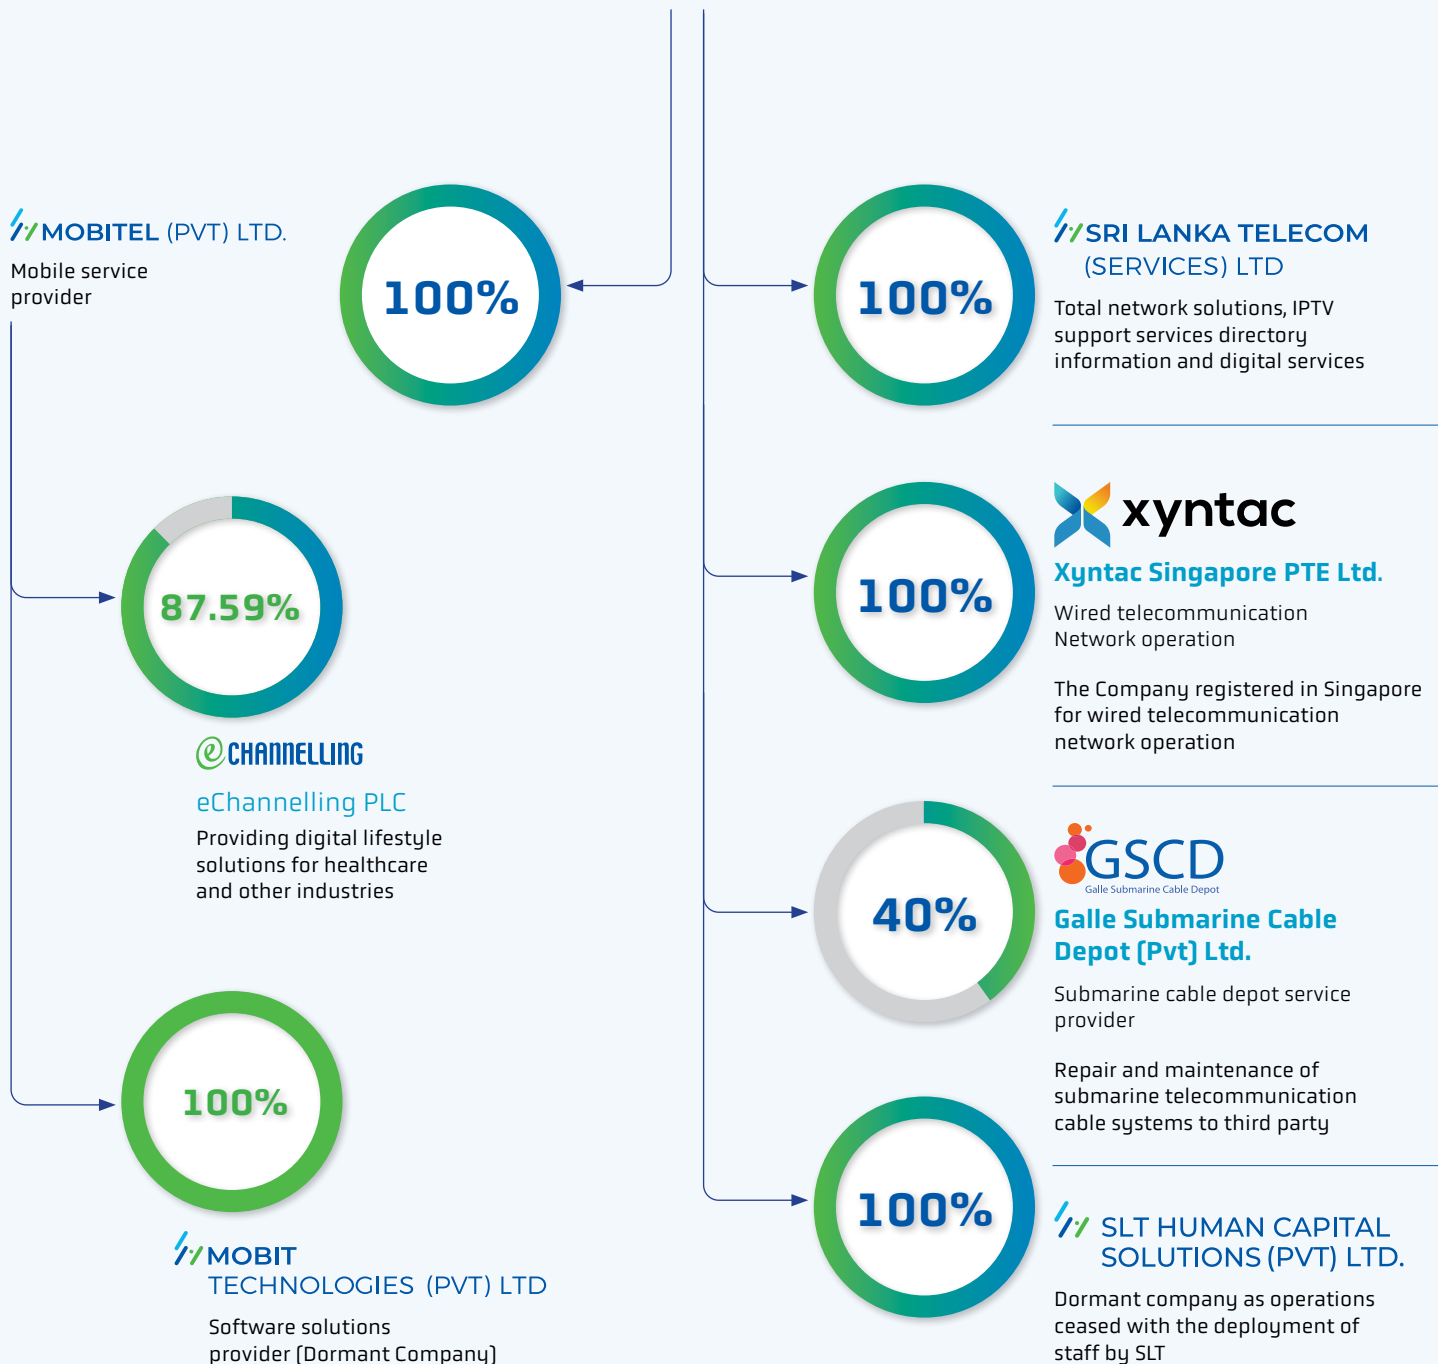 MOBITEL (PVT) LTD.
Mobile service
provider
100%
87.59%
CHANNELLING
eChannelling PLC
Providing digital lifestyle
solutions for healthcare
and other industries
100%
MOBIT
TECHNOLOGIES (PVT) LTD
Software solutions
provider (Dormant Company)
100%
SRI LANKA TELECOM
(SERVICES) LTD
Total network solutions, IPTV
support services directory
information and digital services
100%
xyntac
Xyntac Singapore PTE Ltd.
Wired telecommunication
Network operation
The Company registered in Singapore
for wired telecommunication
network operation
40%
GSCD
Galle Submarine Cable Depot
Galle Submarine Cable
Depot (Pvt) Ltd.
Submarine cable depot service
provider
Repair and maintenance of
submarine telecommunication
cable systems to third party
100%
SLT HUMAN CAPITAL
SOLUTIONS (PVT) LTD.
Dormant company as operations
ceased with the deployment of
staff by SLT